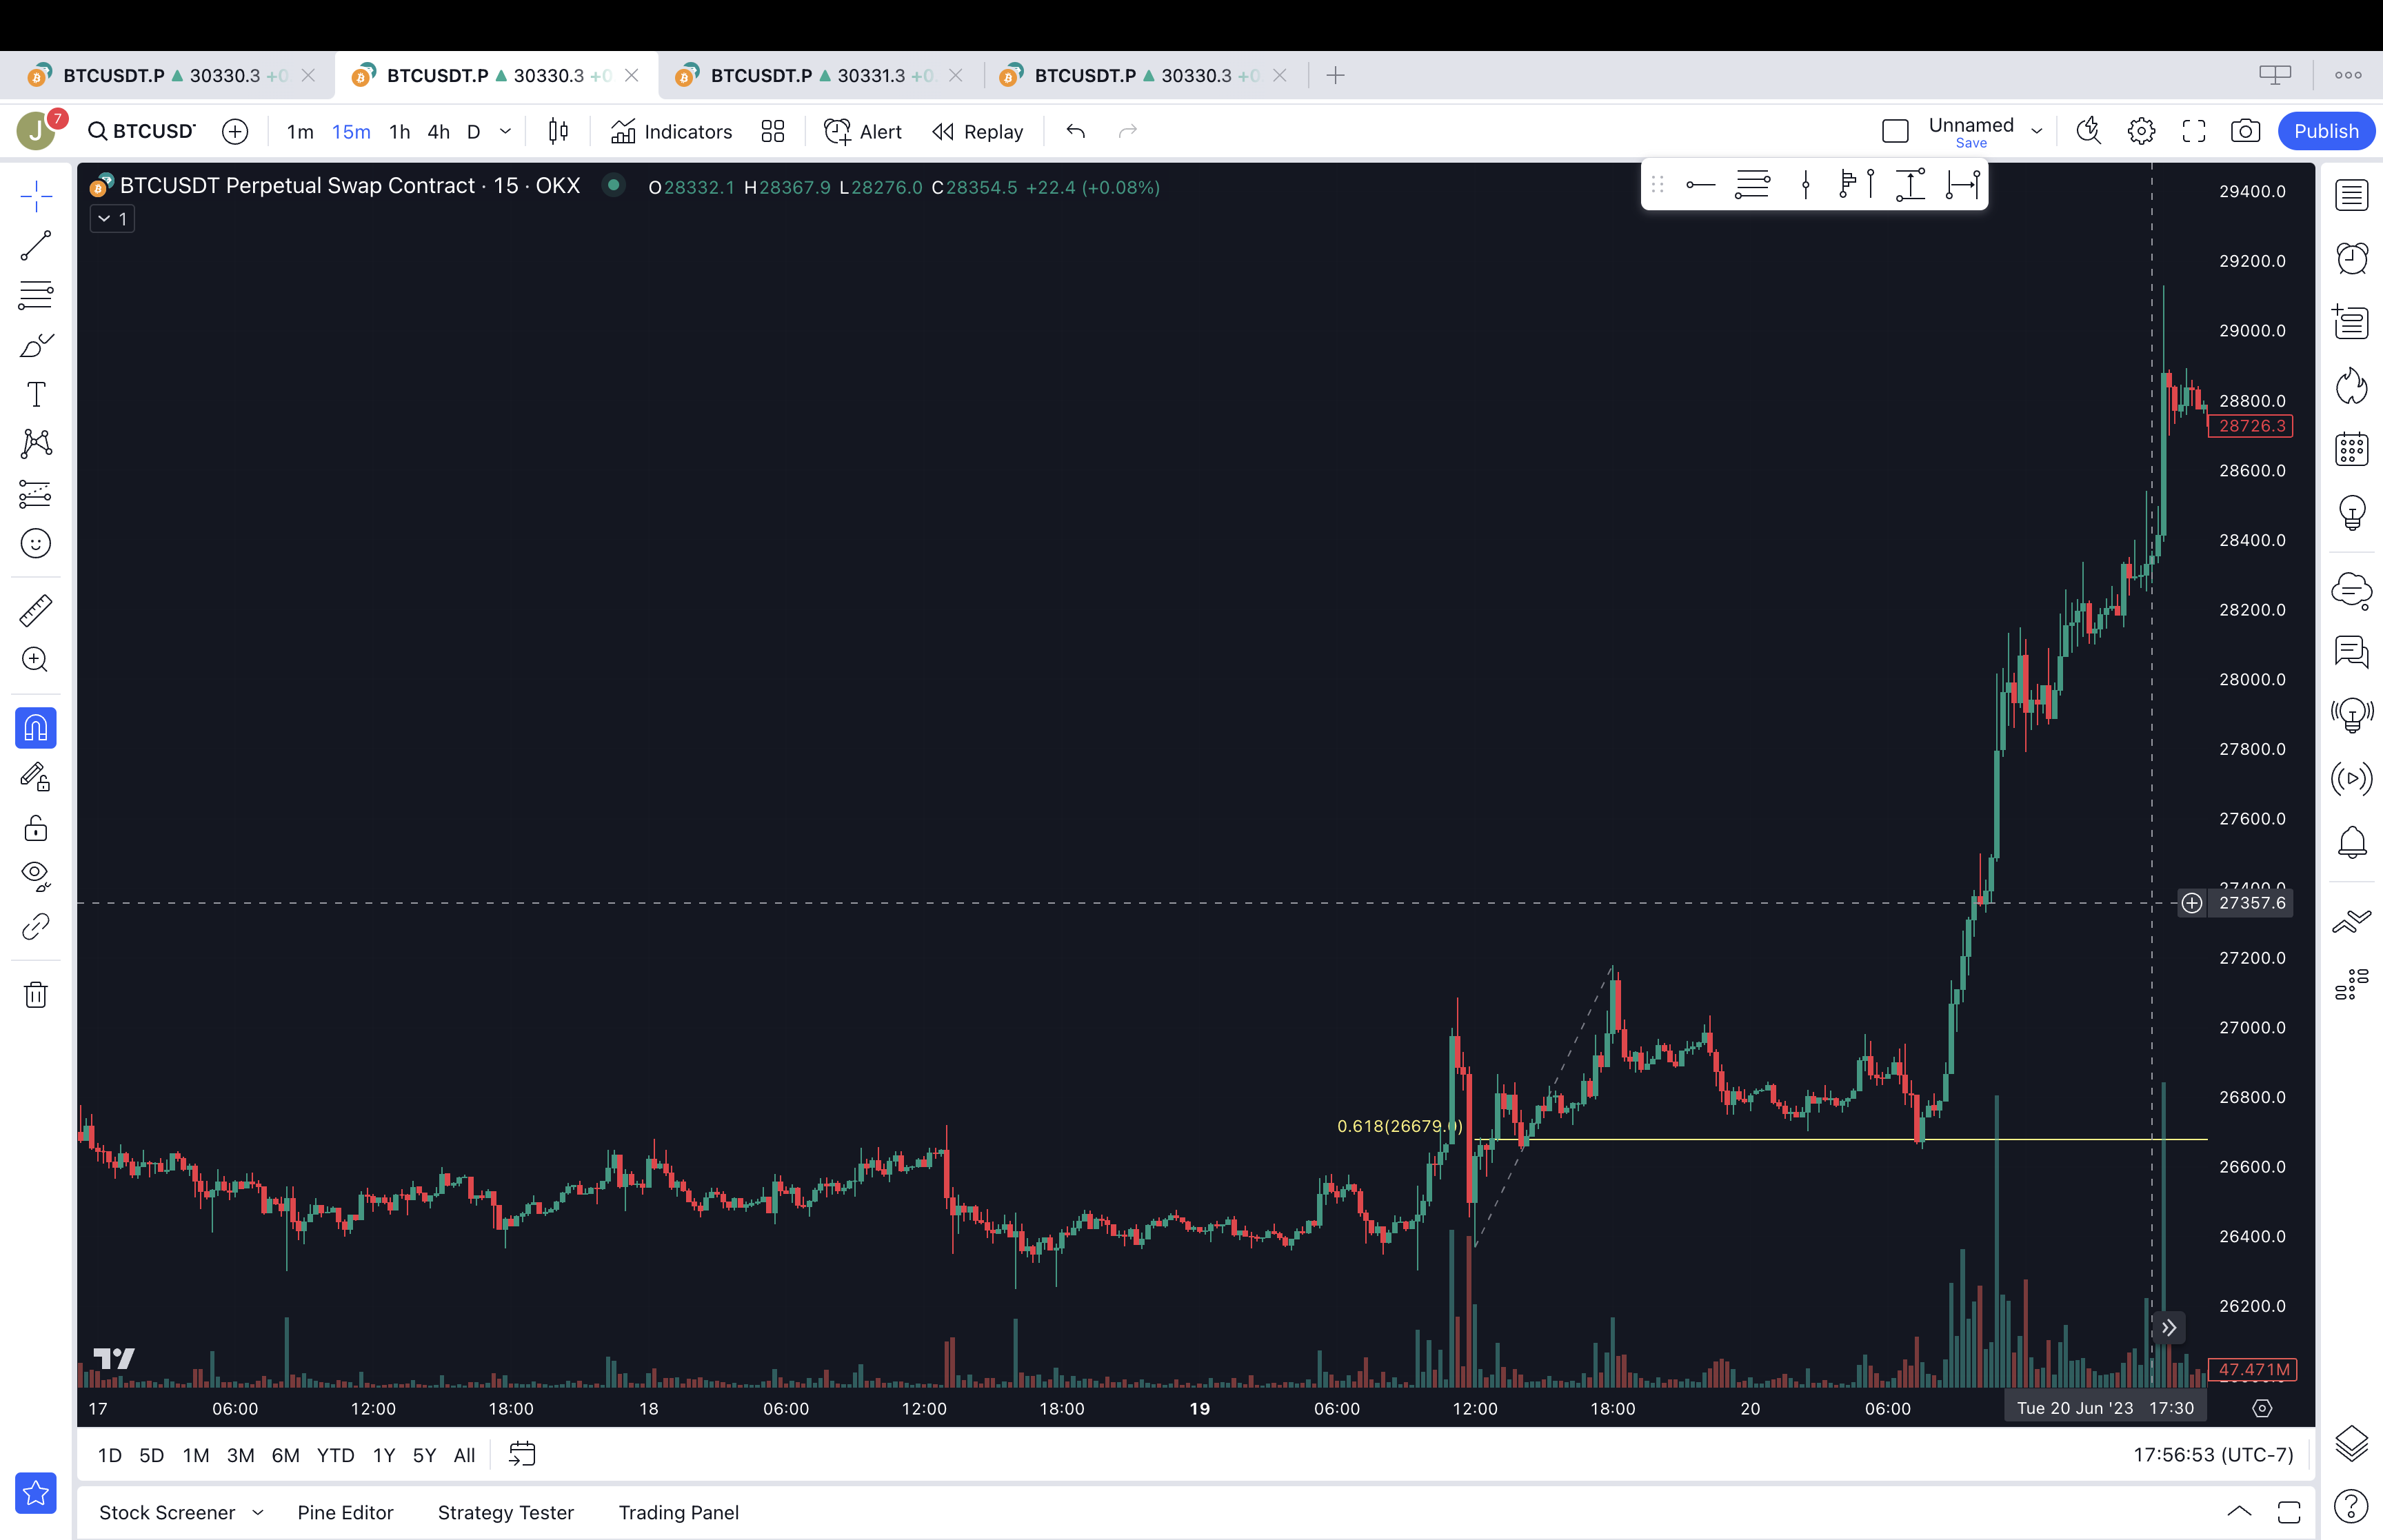 BTCUSDT.P ▲ 30330.3 +0
BTCUSDT.P ▲ 30330.3 +0
BTCUSDT.P ▲ 30331.3 +0.
BTCUSDT.P ▲ 30330.3 +0
J
7
BTCUSD
1m 15m 1h 4h D
Indicators
Alert
Replay
Unnamed
Save
Publish
BTCUSDT Perpetual Swap Contract · 15 · OKX
O28332.1 H28367.9 L28276.0 C28354.5 +22.4 (+0.08%)
1
29400.0
29200.0
29000.0
28800.0
28726.3
28600.0
28400.0
28200.0
28000.0
27800.0
27600.0
27400.0
27357.6
27200.0
27000.0
26800.0
0.618(26679.0)
26600.0
26400.0
26200.0
47.471M
17 06:00 12:00 18:00 18 06:00 12:00 18:00 19 06:00 12:00 18:00 20 06:00 Tue 20 Jun '23 17:30
1D 5D 1M 3M 6M YTD 1Y 5Y All
17:56:53 (UTC-7)
Stock Screener Pine Editor Strategy Tester Trading Panel